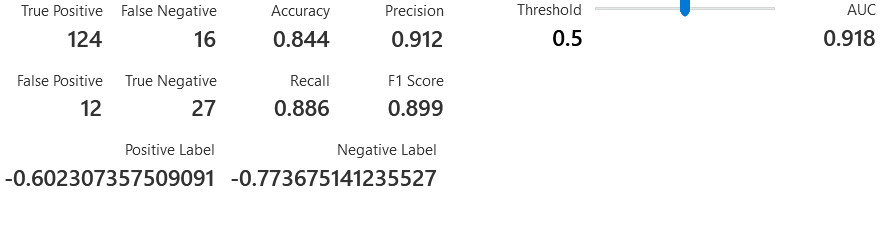 True Positive False Negative Accuracy Precision Threshold AUC
124 16 0.844 0.912 0.5 0.918
False Positive True Negative Recall F1 Score
12 27 0.886 0.899
Positive Label Negative Label
-0.602307357509091 -0.773675141235527